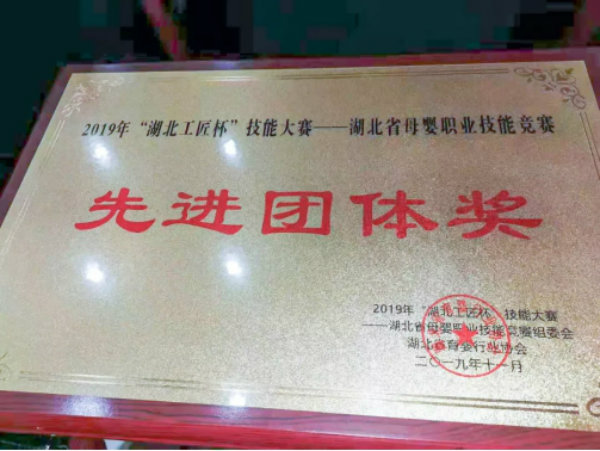 2019年“湖北工匠杯”技能大赛——湖北省母婴职业技能竞赛
先进团体奖
2019年“湖北工匠杯”技能大赛
——湖北省母婴职业技能竞赛组委会
湖北省育婴行业协会
二〇一九年十一月